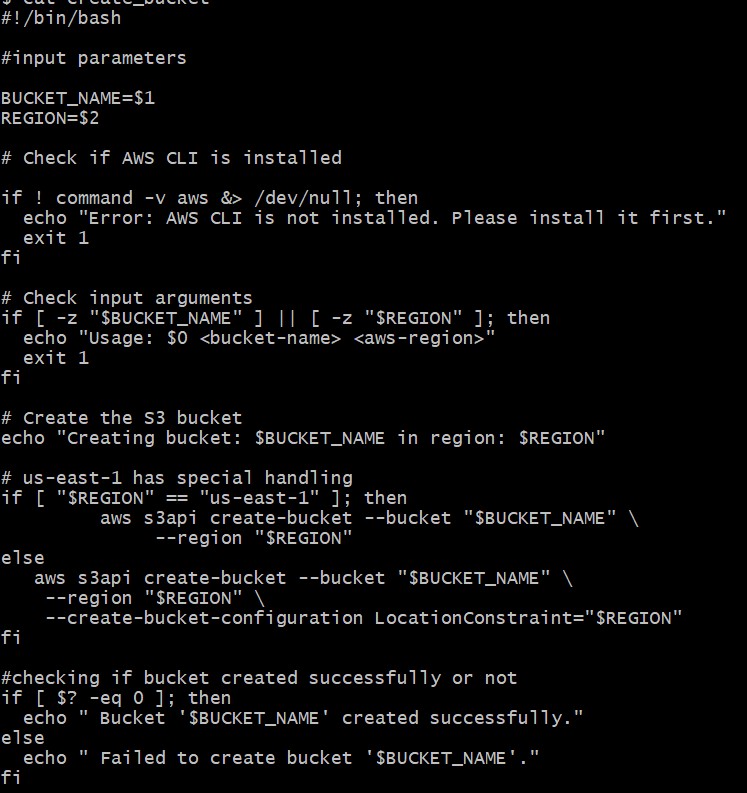 $ cat create_bucket
#!/bin/bash

#input parameters

BUCKET_NAME=$1
REGION=$2

# Check if AWS CLI is installed

if ! command -v aws &> /dev/null; then
  echo "Error: AWS CLI is not installed. Please install it first."
  exit 1
fi

# Check input arguments
if [ -z "$BUCKET_NAME" ] || [ -z "$REGION" ]; then
  echo "Usage: $0 <bucket-name> <aws-region>"
  exit 1
fi

# Create the S3 bucket
echo "Creating bucket: $BUCKET_NAME in region: $REGION"

# us-east-1 has special handling
if [ "$REGION" == "us-east-1" ]; then
         aws s3api create-bucket --bucket "$BUCKET_NAME" \
              --region "$REGION"
else
   aws s3api create-bucket --bucket "$BUCKET_NAME" \
    --region "$REGION" \
    --create-bucket-configuration LocationConstraint="$REGION"
fi

#checking if bucket created successfully or not
if [ $? -eq 0 ]; then
  echo " Bucket '$BUCKET_NAME' created successfully."
else
  echo " Failed to create bucket '$BUCKET_NAME'."
fi